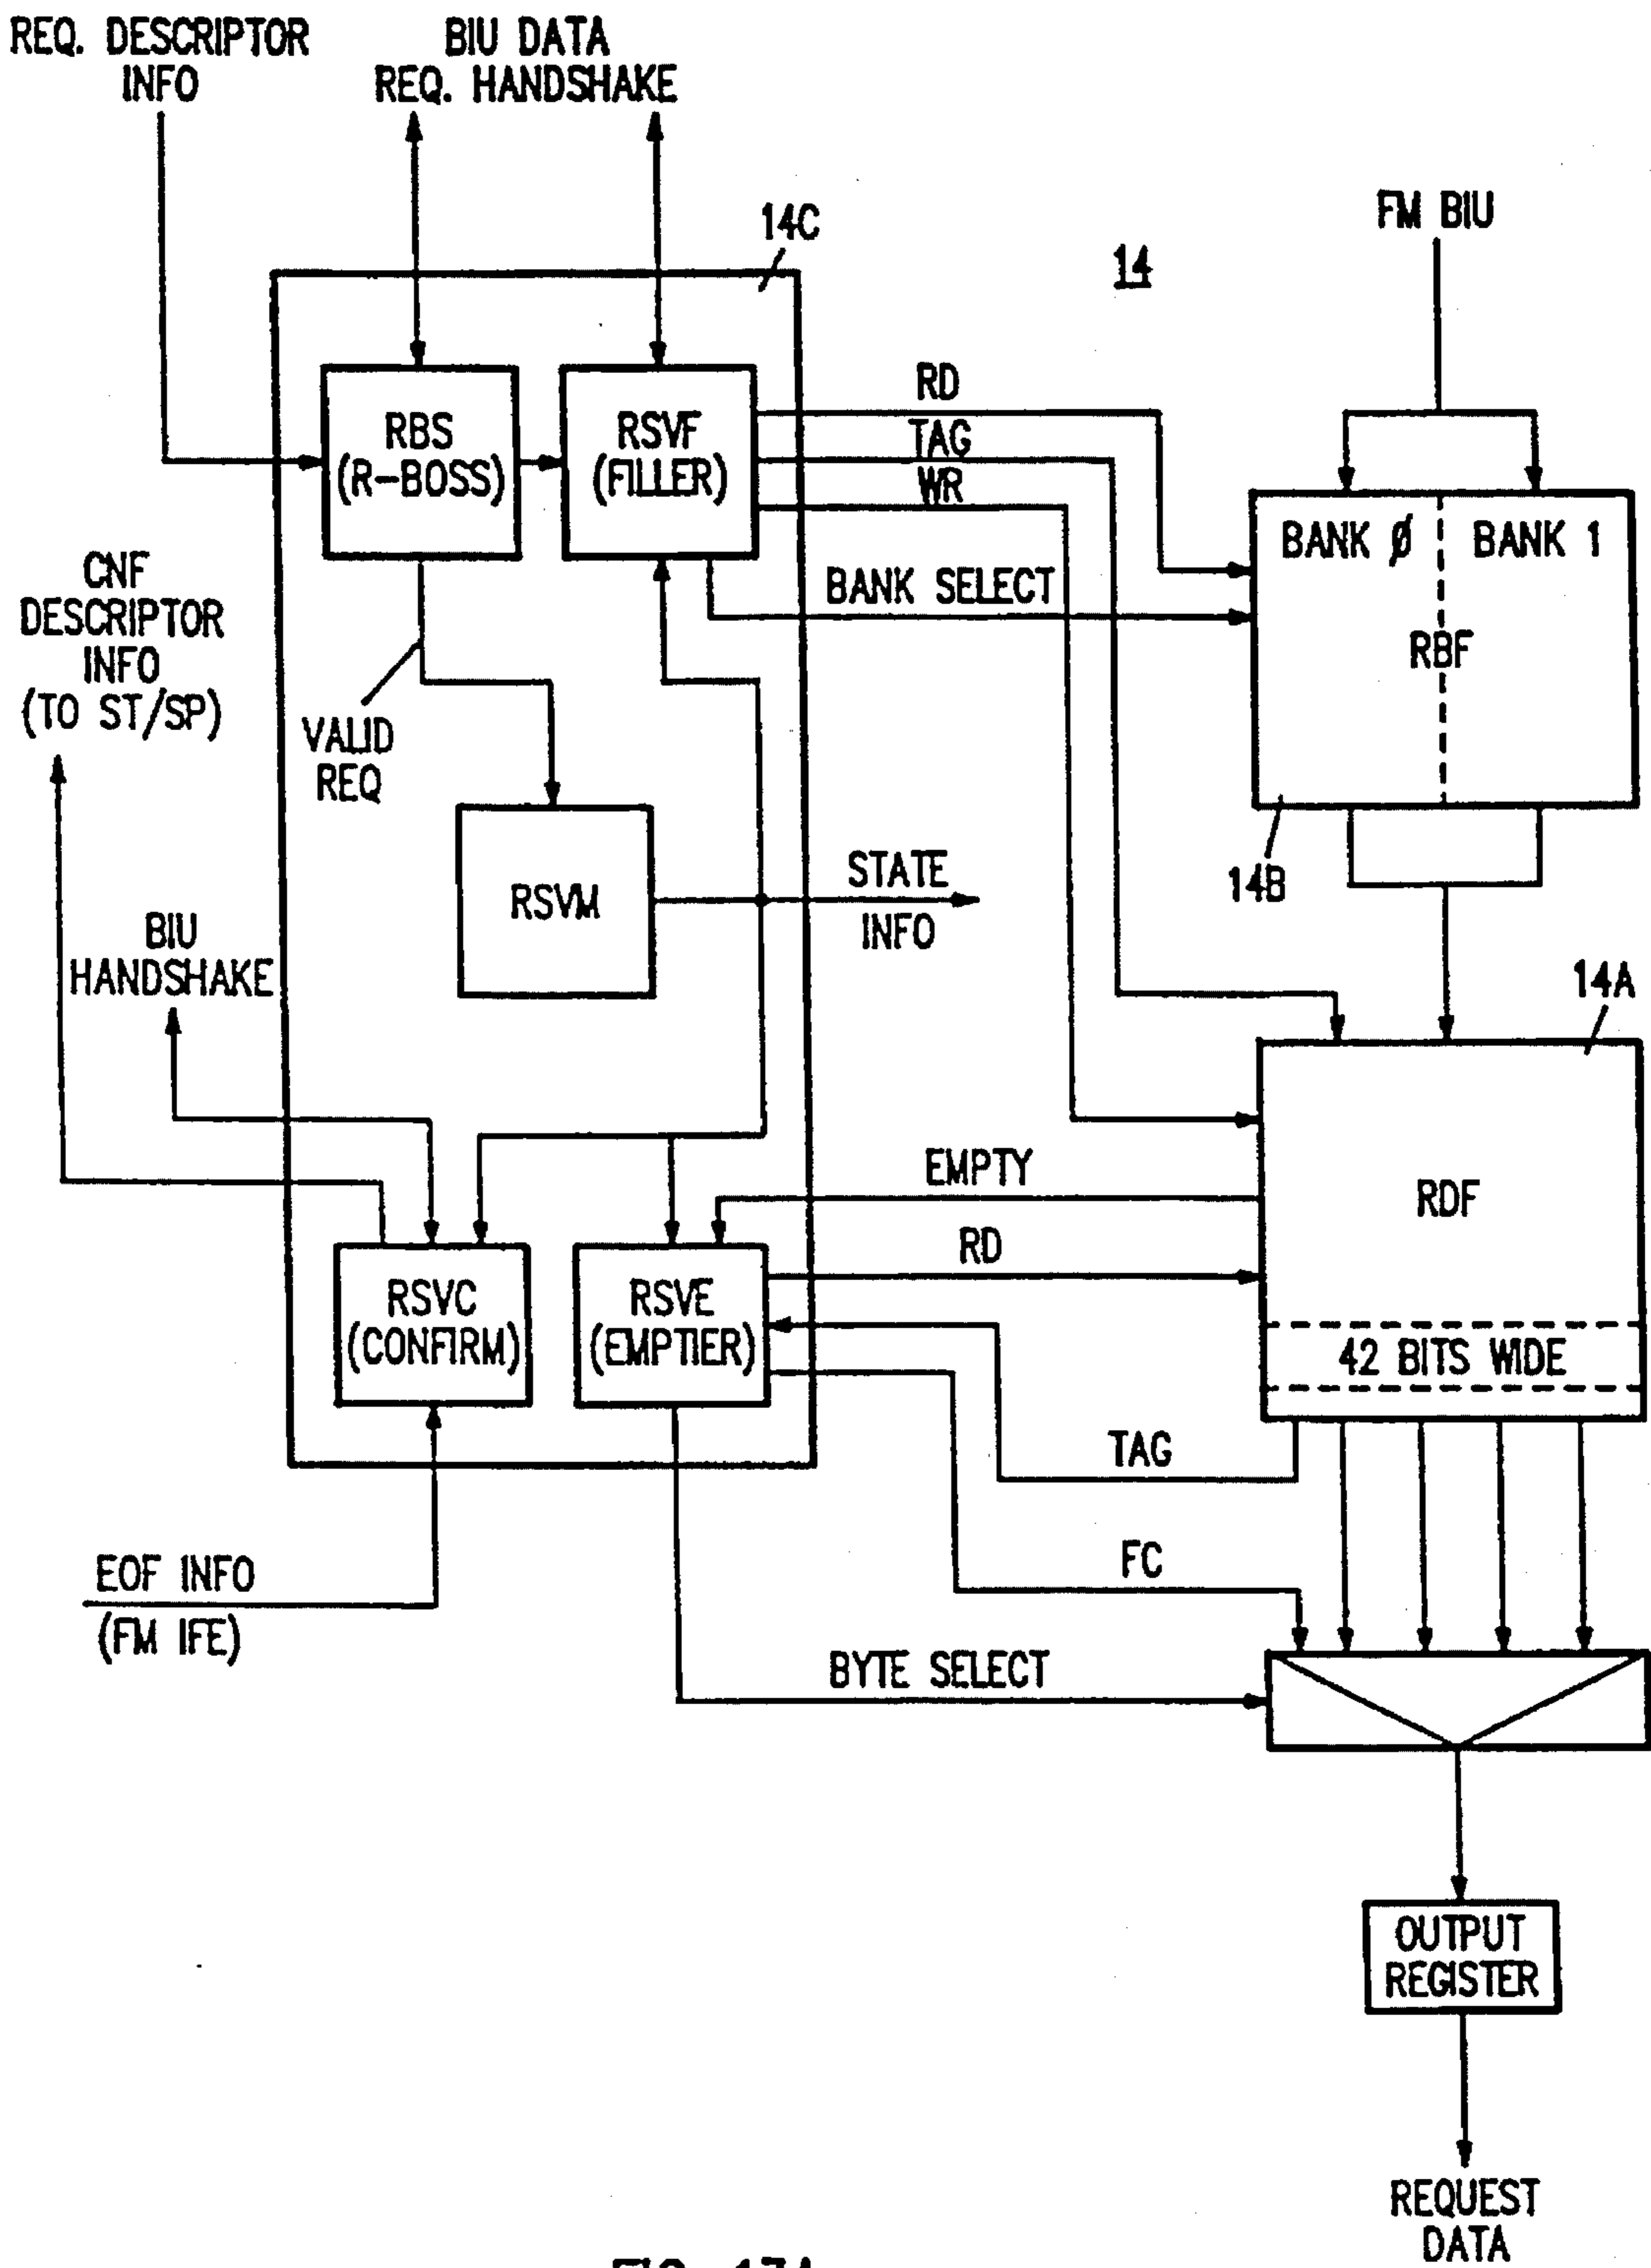 REQ. DESCRIPTOR
INFO
BIU DATA
REQ. HANDSHAKE
14C
14
FM BIU
RBS
(R-BOSS)
RSVF
(FILLER)
RD
TAG
WR
BANK SELECT
BANK Ø
BANK 1
RBF
14B
CNF
DESCRIPTOR
INFO
(TO ST/SP)
VALID
REQ
RSVM
STATE
INFO
BIU
HANDSHAKE
14A
RDF
42 BITS WIDE
EMPTY
RD
RSVC
(CONFIRM)
RSVE
(EMPTIER)
TAG
FC
EOF INFO
(FM IFE)
BYTE SELECT
OUTPUT
REGISTER
REQUEST
DATA